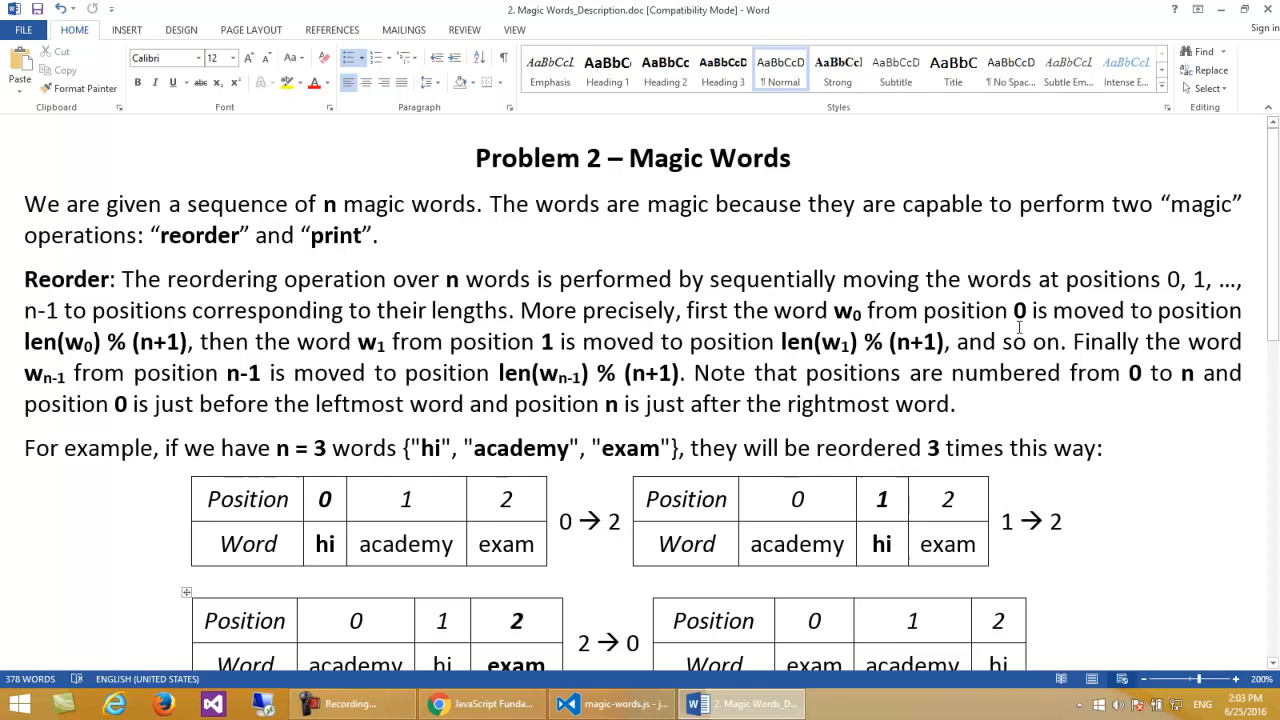 2. Magic Words_Description.doc [Compatibility Mode] - Word
FILE HOME INSERT DESIGN PAGE LAYOUT REFERENCES MAILINGS REVIEW VIEW Sign in
Paste
Cut
Copy
Format Painter
Calibri 12
AaBbCcL AaBbC AaBbCc AaBbCc AaBbCcD AaBbCc AaBbCcD AaBbC AaBbCcD AaBbCcL AaBbCcL
Emphasis Heading 1 Heading 2 Heading 3 ¶ Normal Strong Subtitle Title ¶ No Spac... Subtle Em... Intense E...
Find
Replace
Select
Clipboard Font Paragraph Styles Editing
Problem 2 – Magic Words
We are given a sequence of n magic words. The words are magic because they are capable to perform two “magic”
operations: “reorder” and “print”.
Reorder: The reordering operation over n words is performed by sequentially moving the words at positions 0, 1, …,
n-1 to positions corresponding to their lengths. More precisely, first the word w0 from position 0 is moved to position
len(w0) % (n+1), then the word w1 from position 1 is moved to position len(w1) % (n+1), and so on. Finally the word
wn-1 from position n-1 is moved to position len(wn-1) % (n+1). Note that positions are numbered from 0 to n and
position 0 is just before the leftmost word and position n is just after the rightmost word.
For example, if we have n = 3 words {"hi", "academy", "exam"}, they will be reordered 3 times this way:
Position 0 1 2 0 → 2 Position 0 1 2 1 → 2
Word hi academy exam Word academy hi exam
Position 0 1 2 2 → 0 Position 0 1 2
Word academy hi exam Word exam academy hi
378 WORDS ENGLISH (UNITED STATES) 200%
Recording... JavaScript Funda... magic-words.js - j... 2. Magic Words_D... ENG 2:03 PM
6/25/2016